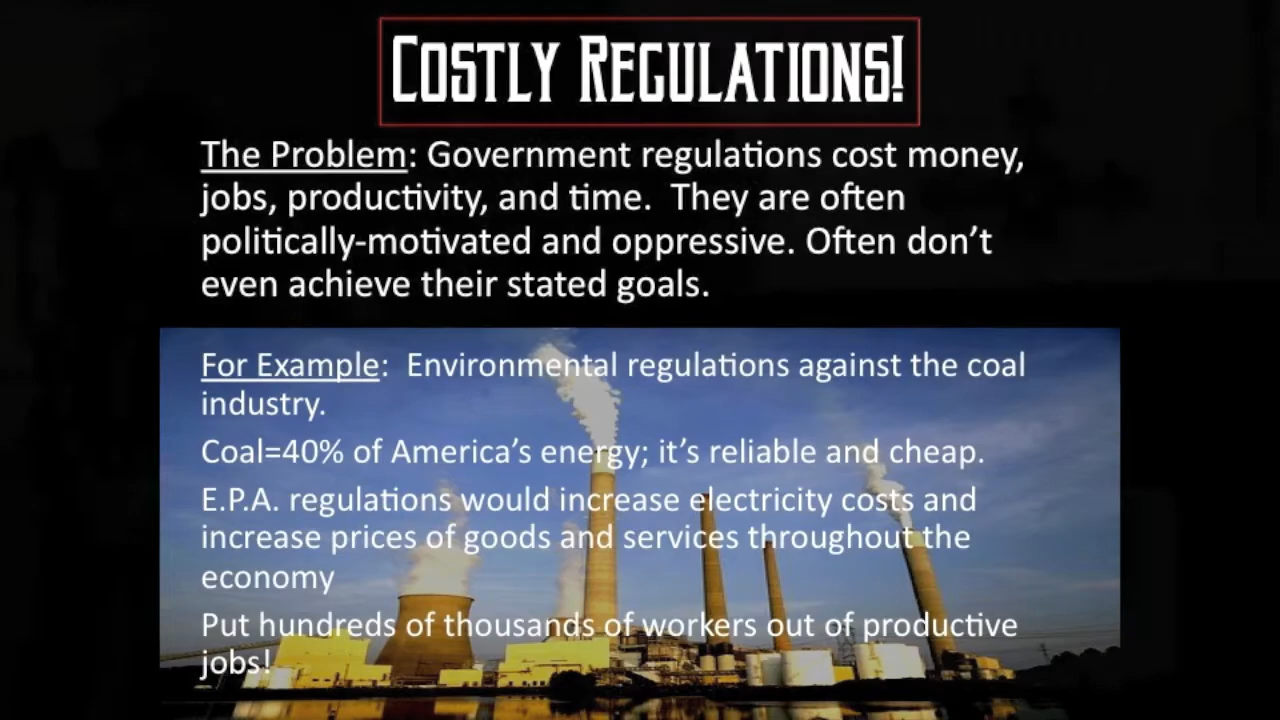 COSTLY REGULATIONS!
The Problem: Government regulations cost money,
jobs, productivity, and time.  They are often
politically-motivated and oppressive. Often don’t
even achieve their stated goals.
For Example:  Environmental regulations against the coal
industry.
Coal=40% of America’s energy; it’s reliable and cheap.
E.P.A. regulations would increase electricity costs and
increase prices of goods and services throughout the
economy
Put hundreds of thousands of workers out of productive
jobs!